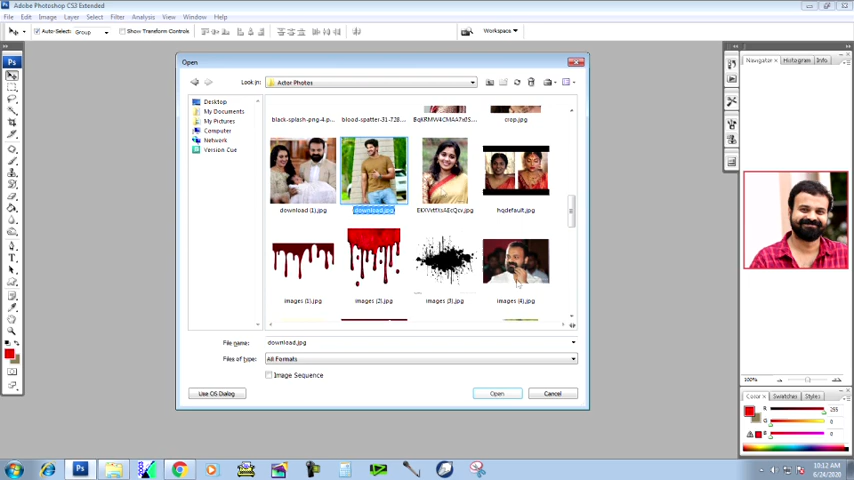 Adobe Photoshop CS3 Extended
File Edit Image Layer Select Filter Analysis View Window Help
Auto-Select: Group Show Transform Controls Workspace
Open
Look in: Actor Photos
Desktop
My Documents
My Pictures
Computer
Network
Version Cue
black-splash-png-4-p... blood-spatter-31-728... crop.jpg
download (1).jpg download.jpg hqdefault.jpg
images (1).jpg images (2).jpg images (3).jpg images (4).jpg
File name: download.jpg
Files of type: All Formats
Image Sequence
Use OS Dialog Open Cancel
Navigator Histogram Info
100%
Color Swatches Styles
R 255
G 0
B 0
10:12 AM
6/24/2020